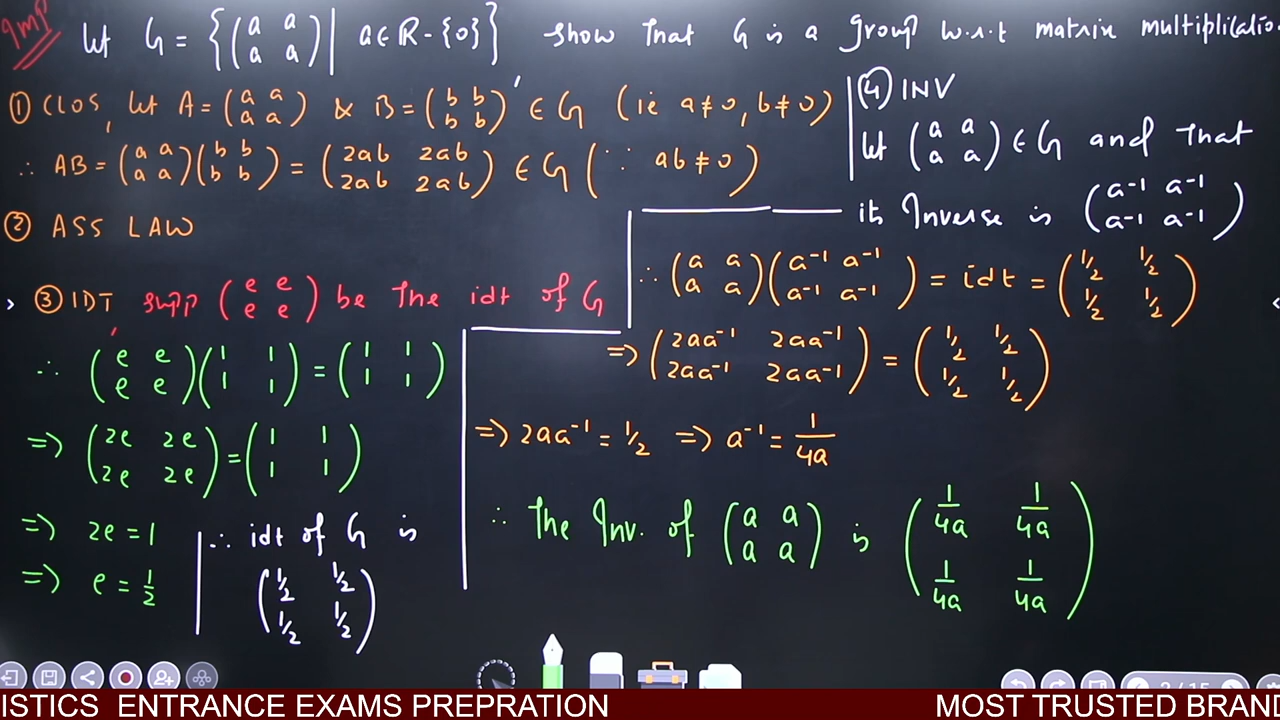 Imp
Let G = {(a a; a a) | a ∈ ℝ - {0}} show that G is a group w.r.t matrix multiplication
① CLOS, let A = (a a; a a) & B = (b b; b b) ∈ G (ie a ≠ 0, b ≠ 0)
∴ AB = (a a; a a)(b b; b b) = (2ab 2ab; 2ab 2ab) ∈ G (∵ ab ≠ 0)
② ASS LAW
③ IDT, supp (e e; e e) be the idt of G
∴ (e e; e e)(1 1; 1 1) = (1 1; 1 1)
=> (2e 2e; 2e 2e) = (1 1; 1 1)
=> 2e = 1
=> e = 1/2
∴ idt of G is
(1/2 1/2; 1/2 1/2)
④ INV
Let (a a; a a) ∈ G and that
its Inverse is (a⁻¹ a⁻¹; a⁻¹ a⁻¹)
∴ (a a; a a)(a⁻¹ a⁻¹; a⁻¹ a⁻¹) = idt = (1/2 1/2; 1/2 1/2)
=> (2aa⁻¹ 2aa⁻¹; 2aa⁻¹ 2aa⁻¹) = (1/2 1/2; 1/2 1/2)
=> 2aa⁻¹ = 1/2 => a⁻¹ = 1/4a
∴ The Inv. of (a a; a a) is (1/4a 1/4a; 1/4a 1/4a)
ISTICS ENTRANCE EXAMS PREPRATION MOST TRUSTED BRAND